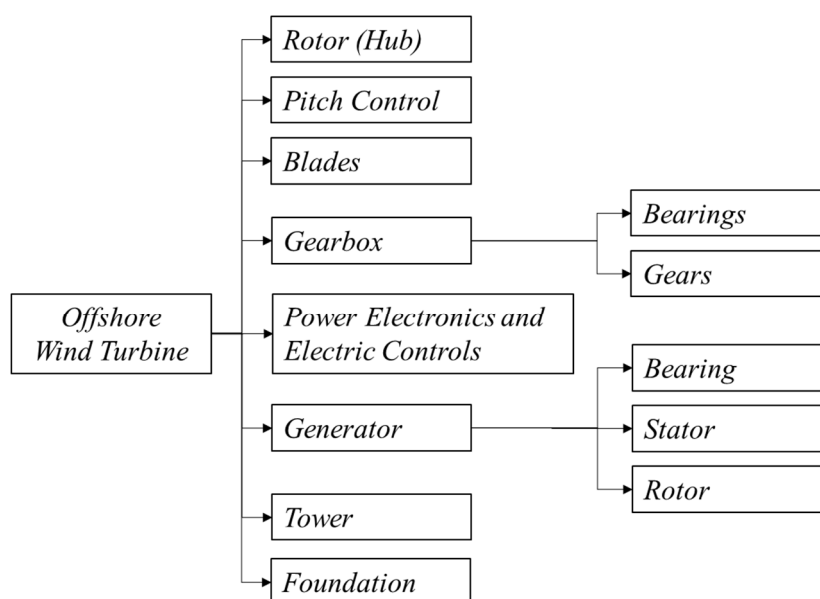 Rotor (Hub)
Pitch Control
Blades
Gearbox
Bearings
Gears
Offshore
Wind Turbine
Power Electronics and
Electric Controls
Generator
Bearing
Stator
Rotor
Tower
Foundation